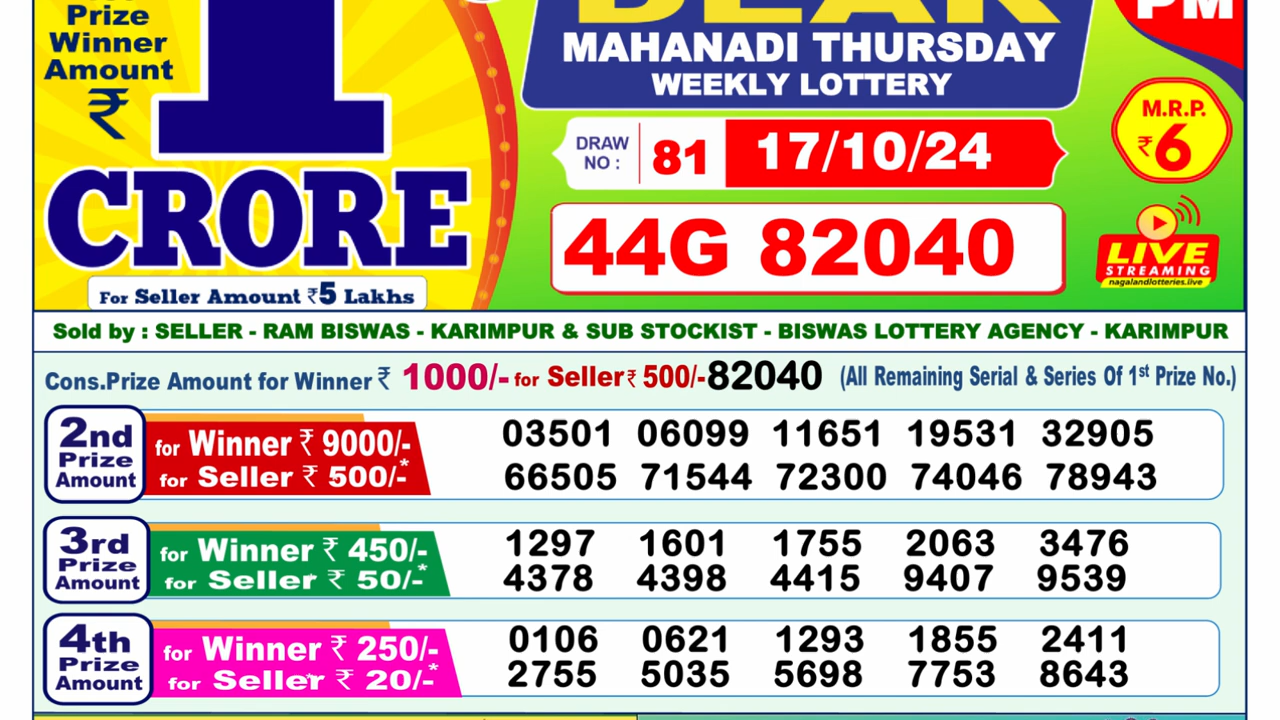 Prize
Winner
Amount
₹
1
CRORE
For Seller Amount ₹5 Lakhs
DEAR
MAHANADI THURSDAY
WEEKLY LOTTERY
PM
DRAW NO : 81 17/10/24
M.R.P.
₹6
44G 82040
LIVE
STREAMING
nagalandlotteries.live
Sold by : SELLER - RAM BISWAS - KARIMPUR & SUB STOCKIST - BISWAS LOTTERY AGENCY - KARIMPUR
Cons.Prize Amount for Winner ₹ 1000/- for Seller ₹ 500/- 82040 (All Remaining Serial & Series Of 1st Prize No.)
2nd
Prize
Amount
for Winner ₹ 9000/-
for Seller ₹ 500/-*
03501 06099 11651 19531 32905
66505 71544 72300 74046 78943
3rd
Prize
Amount
for Winner ₹ 450/-
for Seller ₹ 50/-*
1297 1601 1755 2063 3476
4378 4398 4415 9407 9539
4th
Prize
Amount
for Winner ₹ 250/-
for Seller ₹ 20/-*
0106 0621 1293 1855 2411
2755 5035 5698 7753 8643